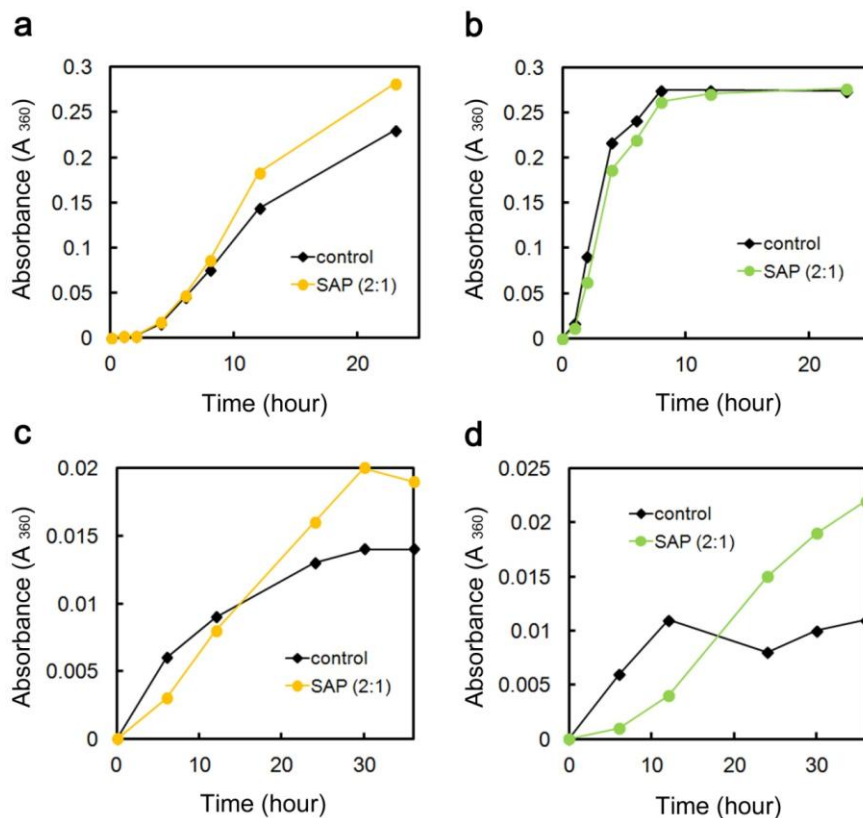 a
0.3
0.25
0.2
0.15
0.1
0.05
0
0 10 20
Absorbance (A 360)
Time (hour)
control
SAP (2:1)
b
0.3
0.25
0.2
0.15
0.1
0.05
0
0 10 20
Absorbance (A 360)
Time (hour)
control
SAP (2:1)
c
0.02
0.015
0.01
0.005
0
0 10 20 30
Absorbance (A 360)
Time (hour)
control
SAP (2:1)
d
0.025
0.02
0.015
0.01
0.005
0
0 10 20 30
Absorbance (A 360)
Time (hour)
control
SAP (2:1)